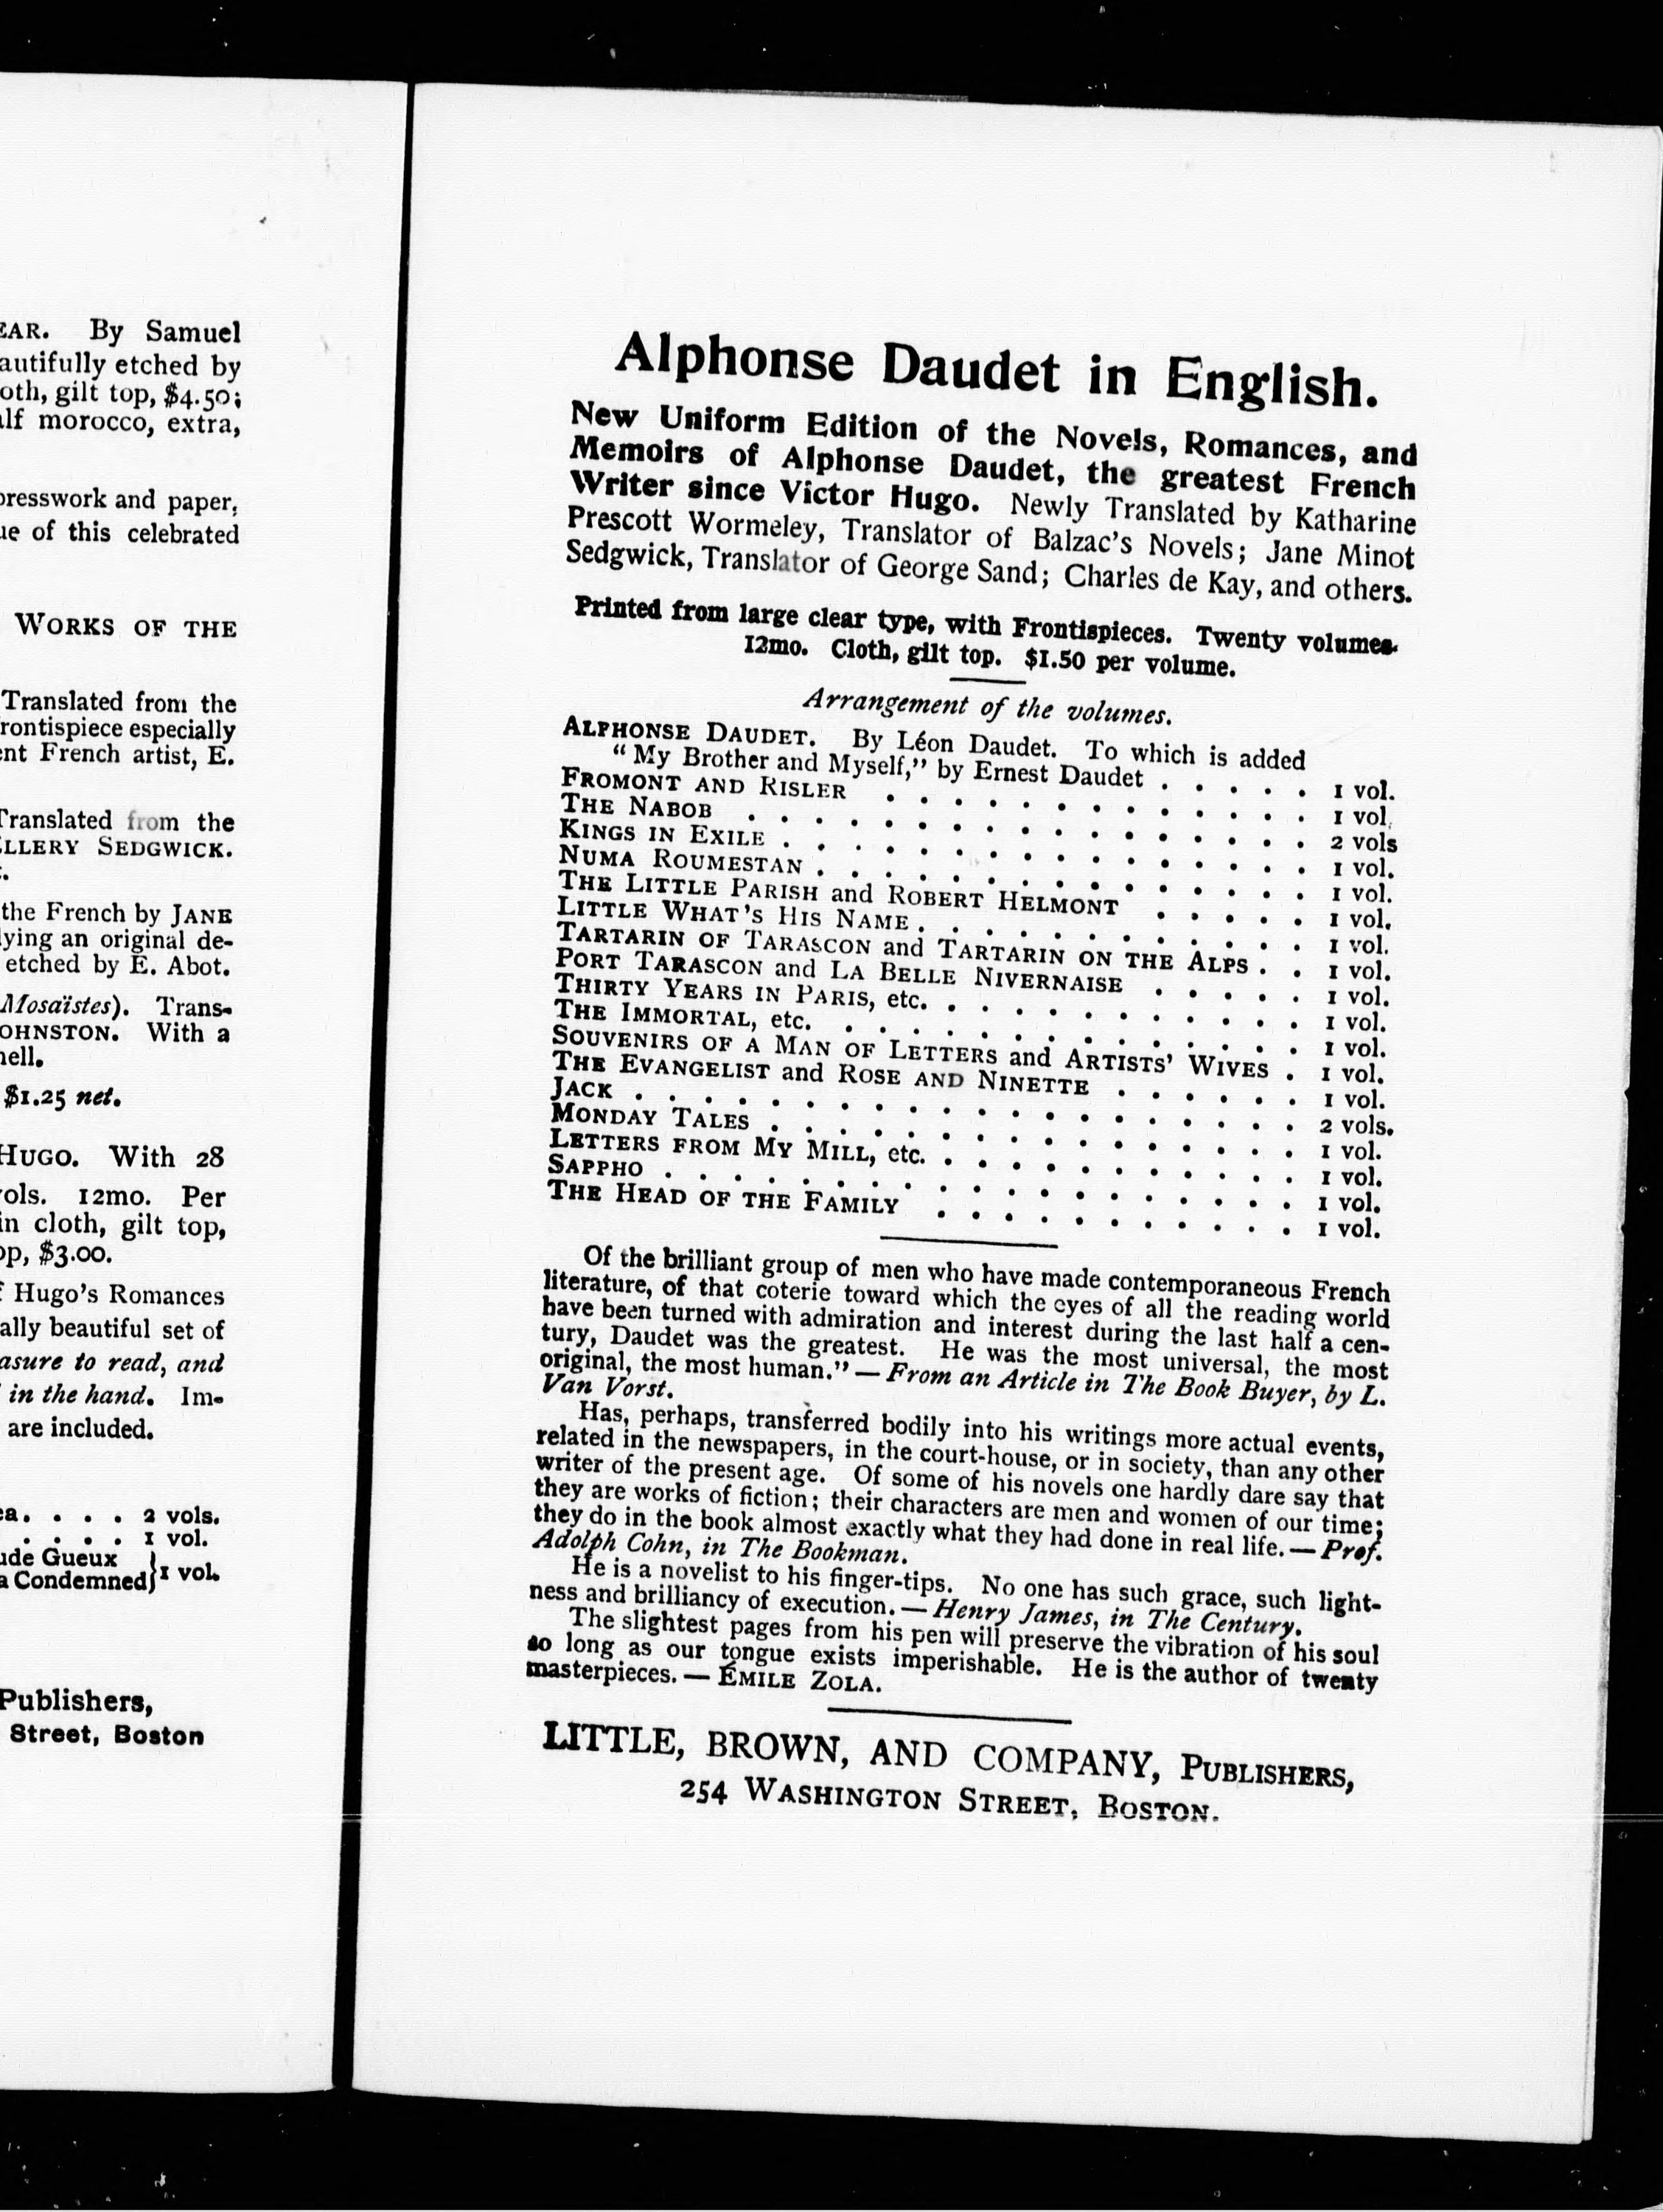 EAR. By Samuel
autifully etched by
oth, gilt top, $4.50;
alf morocco, extra,
presswork and paper,
ue of this celebrated
WORKS OF THE
Translated from the
rontispiece especially
ent French artist, E.
Translated from the
ELLERY SEDGWICK.
the French by JANE
lying an original de-
etched by E. Abot.
Mosaïstes). Trans-
OHNSTON. With a
nell.
$1.25 net.
HUGO. With 28
ols. 12mo. Per
in cloth, gilt top,
op, $3.00.
f Hugo's Romances
ally beautiful set of
asure to read, and
in the hand. Im-
are included.
ea. . . . 2 vols.
. . . . 1 vol.
ude Gueux
a Condemned} 1 vol.
Publishers,
Street, Boston
Alphonse Daudet in English.
New Uniform Edition of the Novels, Romances, and
Memoirs of Alphonse Daudet, the greatest French
Writer since Victor Hugo. Newly Translated by Katharine
Prescott Wormeley, Translator of Balzac's Novels; Jane Minot
Sedgwick, Translator of George Sand; Charles de Kay, and others.
Printed from large clear type, with Frontispieces. Twenty volumes.
12mo. Cloth, gilt top. $1.50 per volume.
Arrangement of the volumes.
ALPHONSE DAUDET. By Léon Daudet. To which is added
"My Brother and Myself," by Ernest Daudet . . . . . 1 vol.
FROMONT AND RISLER . . . . . . . . . . . . . 1 vol.
THE NABOB . . . . . . . . . . . . . . . . . 2 vols
KINGS IN EXILE . . . . . . . . . . . . . . . 1 vol.
NUMA ROUMESTAN . . . . . . . . . . . . . . 1 vol.
THE LITTLE PARISH and ROBERT HELMONT . . . . . 1 vol.
LITTLE WHAT'S HIS NAME . . . . . . . . . . . . 1 vol.
TARTARIN OF TARASCON and TARTARIN ON THE ALPS . . 1 vol.
PORT TARASCON and LA BELLE NIVERNAISE . . . . . 1 vol.
THIRTY YEARS IN PARIS, etc. . . . . . . . . . . . 1 vol.
THE IMMORTAL, etc. . . . . . . . . . . . . . . 1 vol.
SOUVENIRS OF A MAN OF LETTERS and ARTISTS' WIVES . 1 vol.
THE EVANGELIST and ROSE AND NINETTE . . . . . . 1 vol.
JACK . . . . . . . . . . . . . . . . . . . . 2 vols.
MONDAY TALES . . . . . . . . . . . . . . . . 1 vol.
LETTERS FROM MY MILL, etc. . . . . . . . . . . . 1 vol.
SAPPHO . . . . . . . . . . . . . . . . . . . 1 vol.
THE HEAD OF THE FAMILY . . . . . . . . . . . 1 vol.
Of the brilliant group of men who have made contemporaneous French
literature, of that coterie toward which the eyes of all the reading world
have been turned with admiration and interest during the last half a cen-
tury, Daudet was the greatest. He was the most universal, the most
original, the most human." — From an Article in The Book Buyer, by L.
Van Vorst.
Has, perhaps, transferred bodily into his writings more actual events,
related in the newspapers, in the court-house, or in society, than any other
writer of the present age. Of some of his novels one hardly dare say that
they are works of fiction; their characters are men and women of our time;
they do in the book almost exactly what they had done in real life. — Prof.
Adolph Cohn, in The Bookman.
He is a novelist to his finger-tips. No one has such grace, such light-
ness and brilliancy of execution. — Henry James, in The Century.
The slightest pages from his pen will preserve the vibration of his soul
so long as our tongue exists imperishable. He is the author of twenty
masterpieces. — ÉMILE ZOLA.
LITTLE, BROWN, AND COMPANY, PUBLISHERS,
254 WASHINGTON STREET, BOSTON.